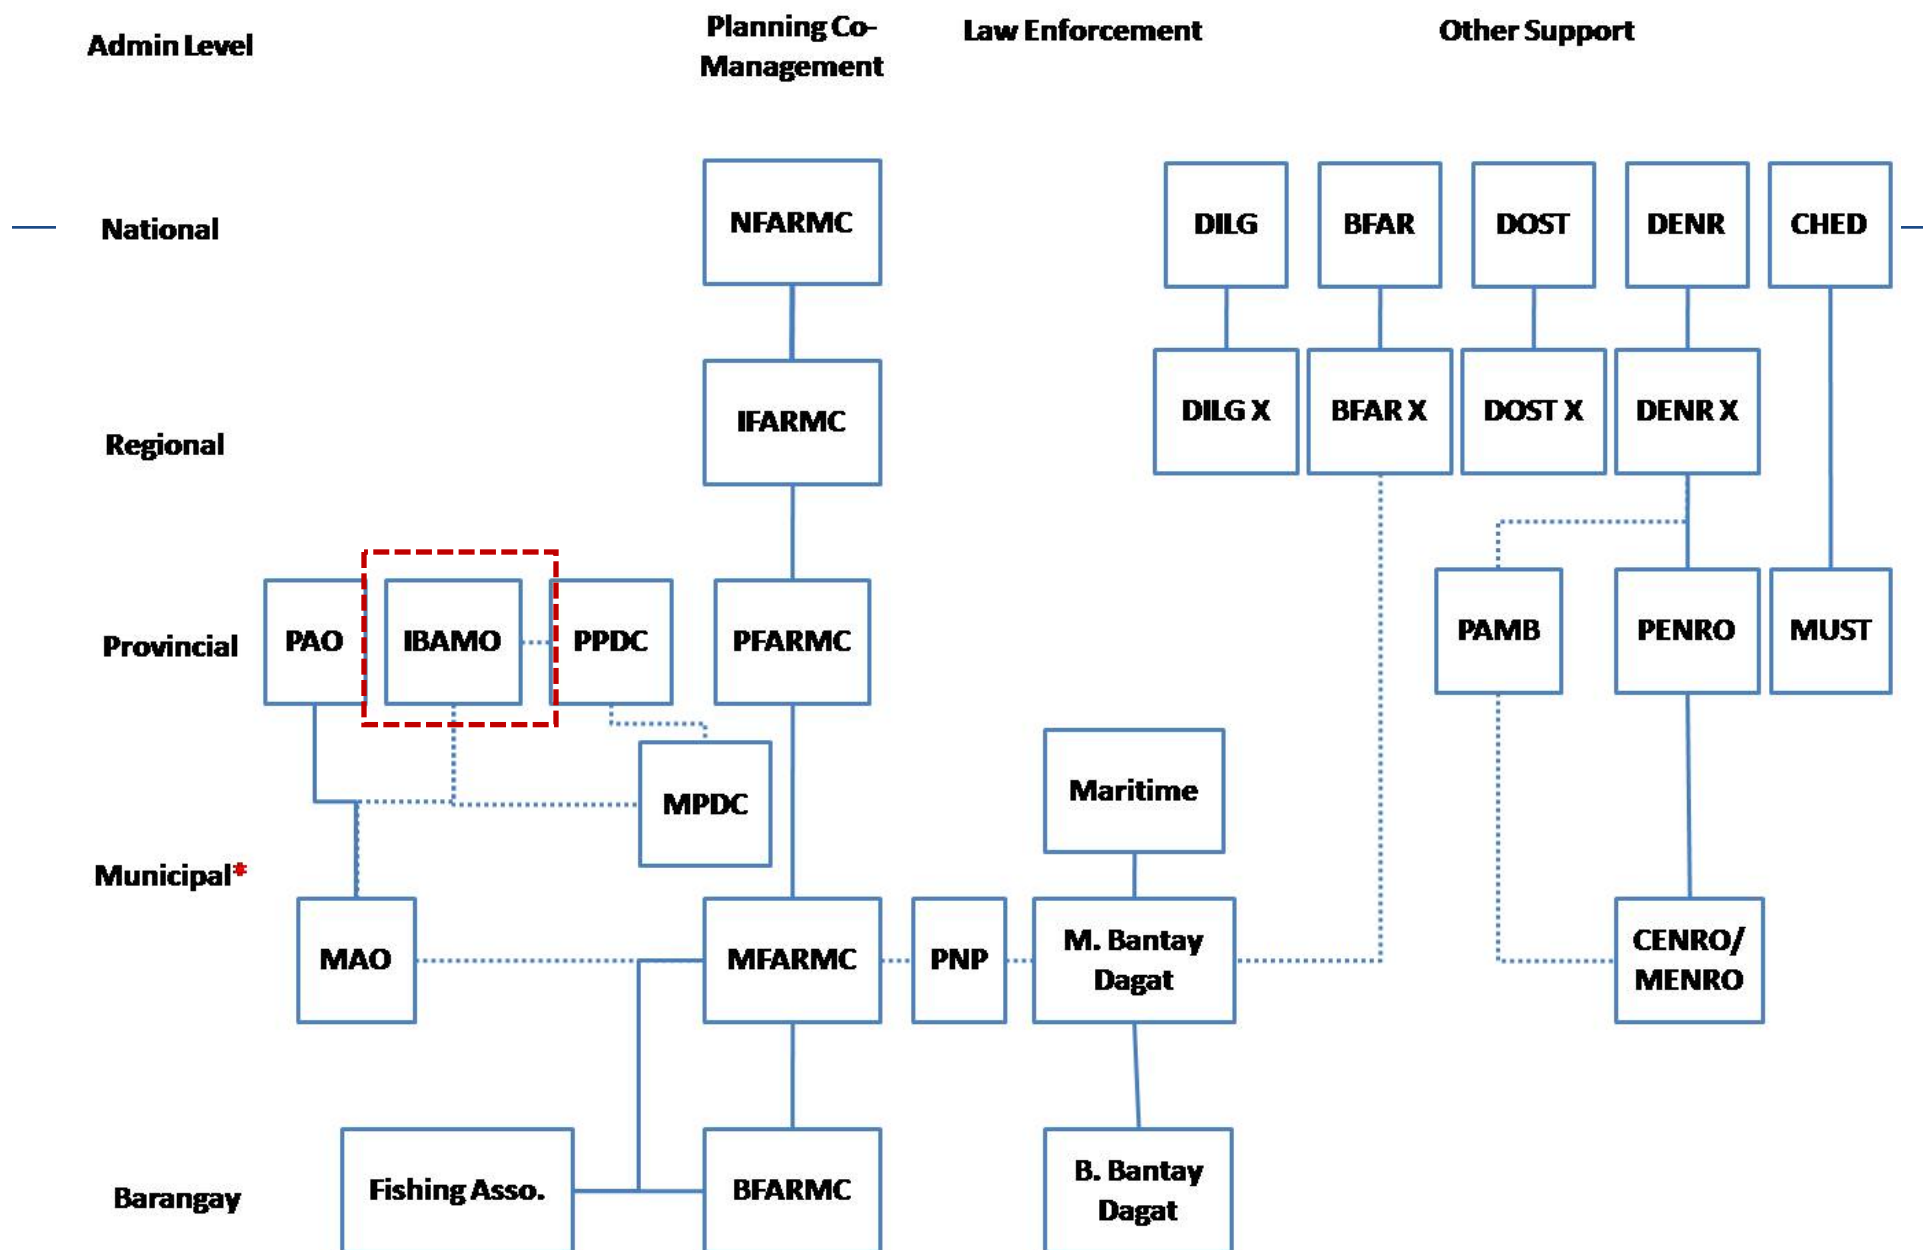 Admin Level
Planning Co-
Management
Law Enforcement
Other Support
National
NFARMC
DILG
BFAR
DOST
DENR
CHED
Regional
IFARMC
DILG X
BFAR X
DOST X
DENR X
Provincial
PAO
IBAMO
PPDC
PFARMC
PAMB
PENRO
MUST
MPDC
Maritime
Municipal*
MAO
MFARMC
PNP
M. Bantay
Dagat
CENRO/
MENRO
Barangay
Fishing Asso.
BFARMC
B. Bantay
Dagat